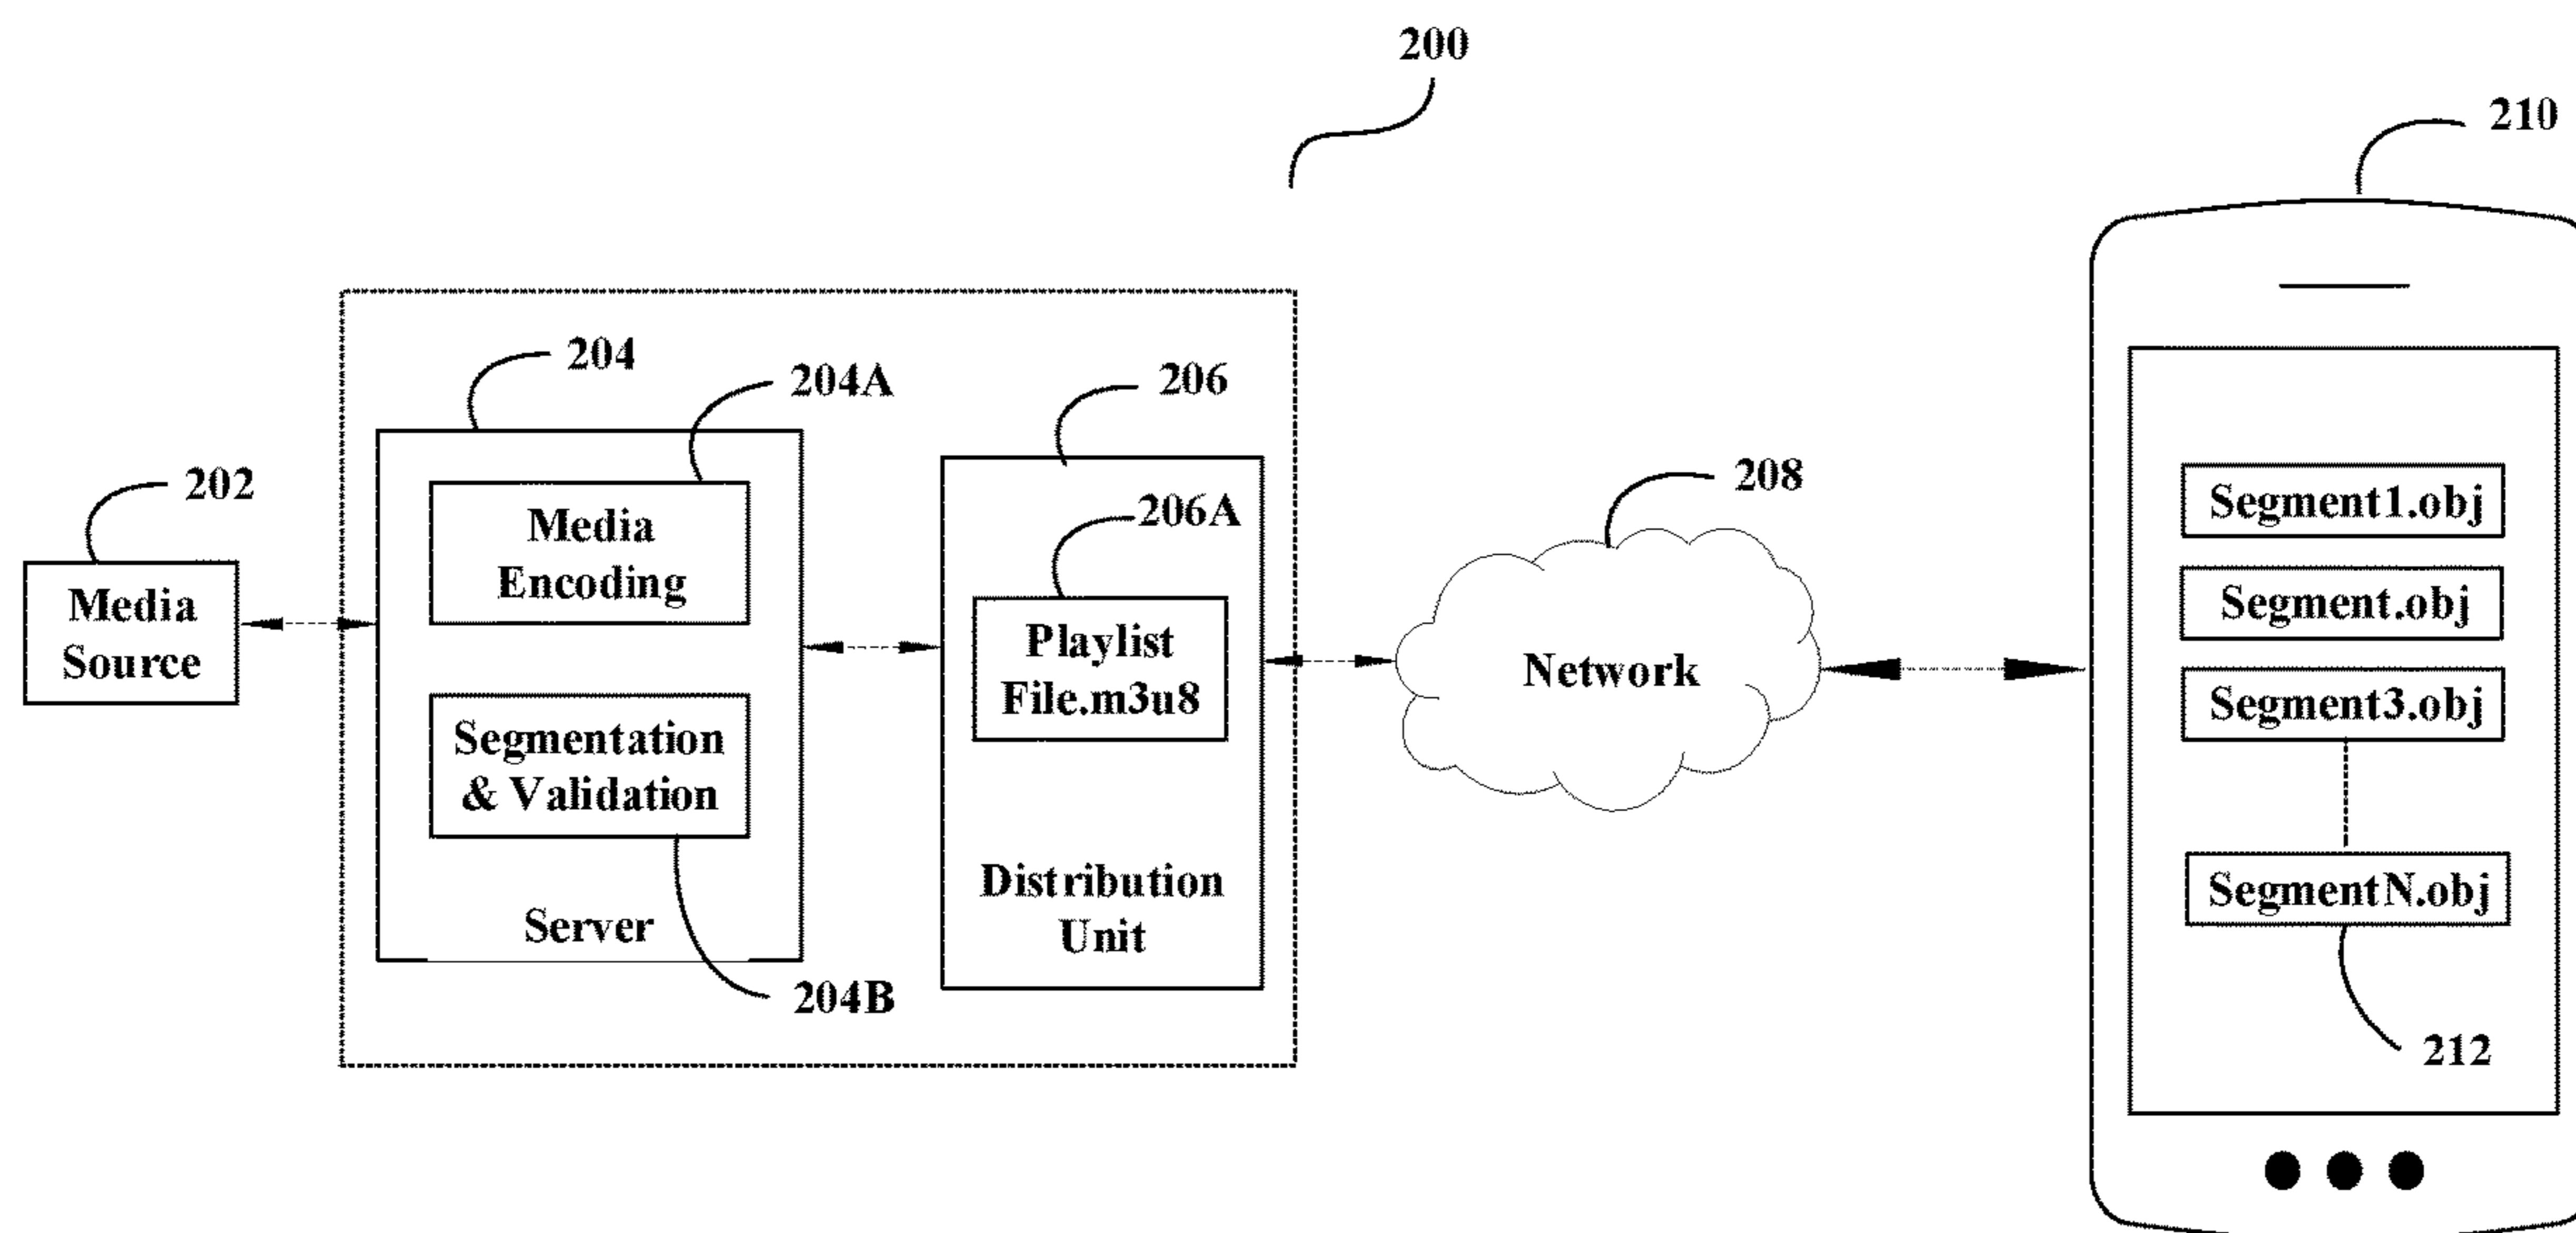 200
210
204
204A
206
202
206A
208
Media
Source
Media
Encoding
Segmentation
& Validation
Server
204B
Playlist
File.m3u8
Distribution
Unit
Network
Segment1.obj
Segment.obj
Segment3.obj
SegmentN.obj
212